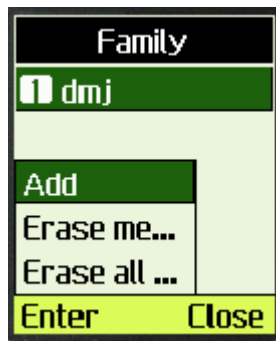 Family
1 dmj
Add
Erase me...
Erase all ...
Enter Close